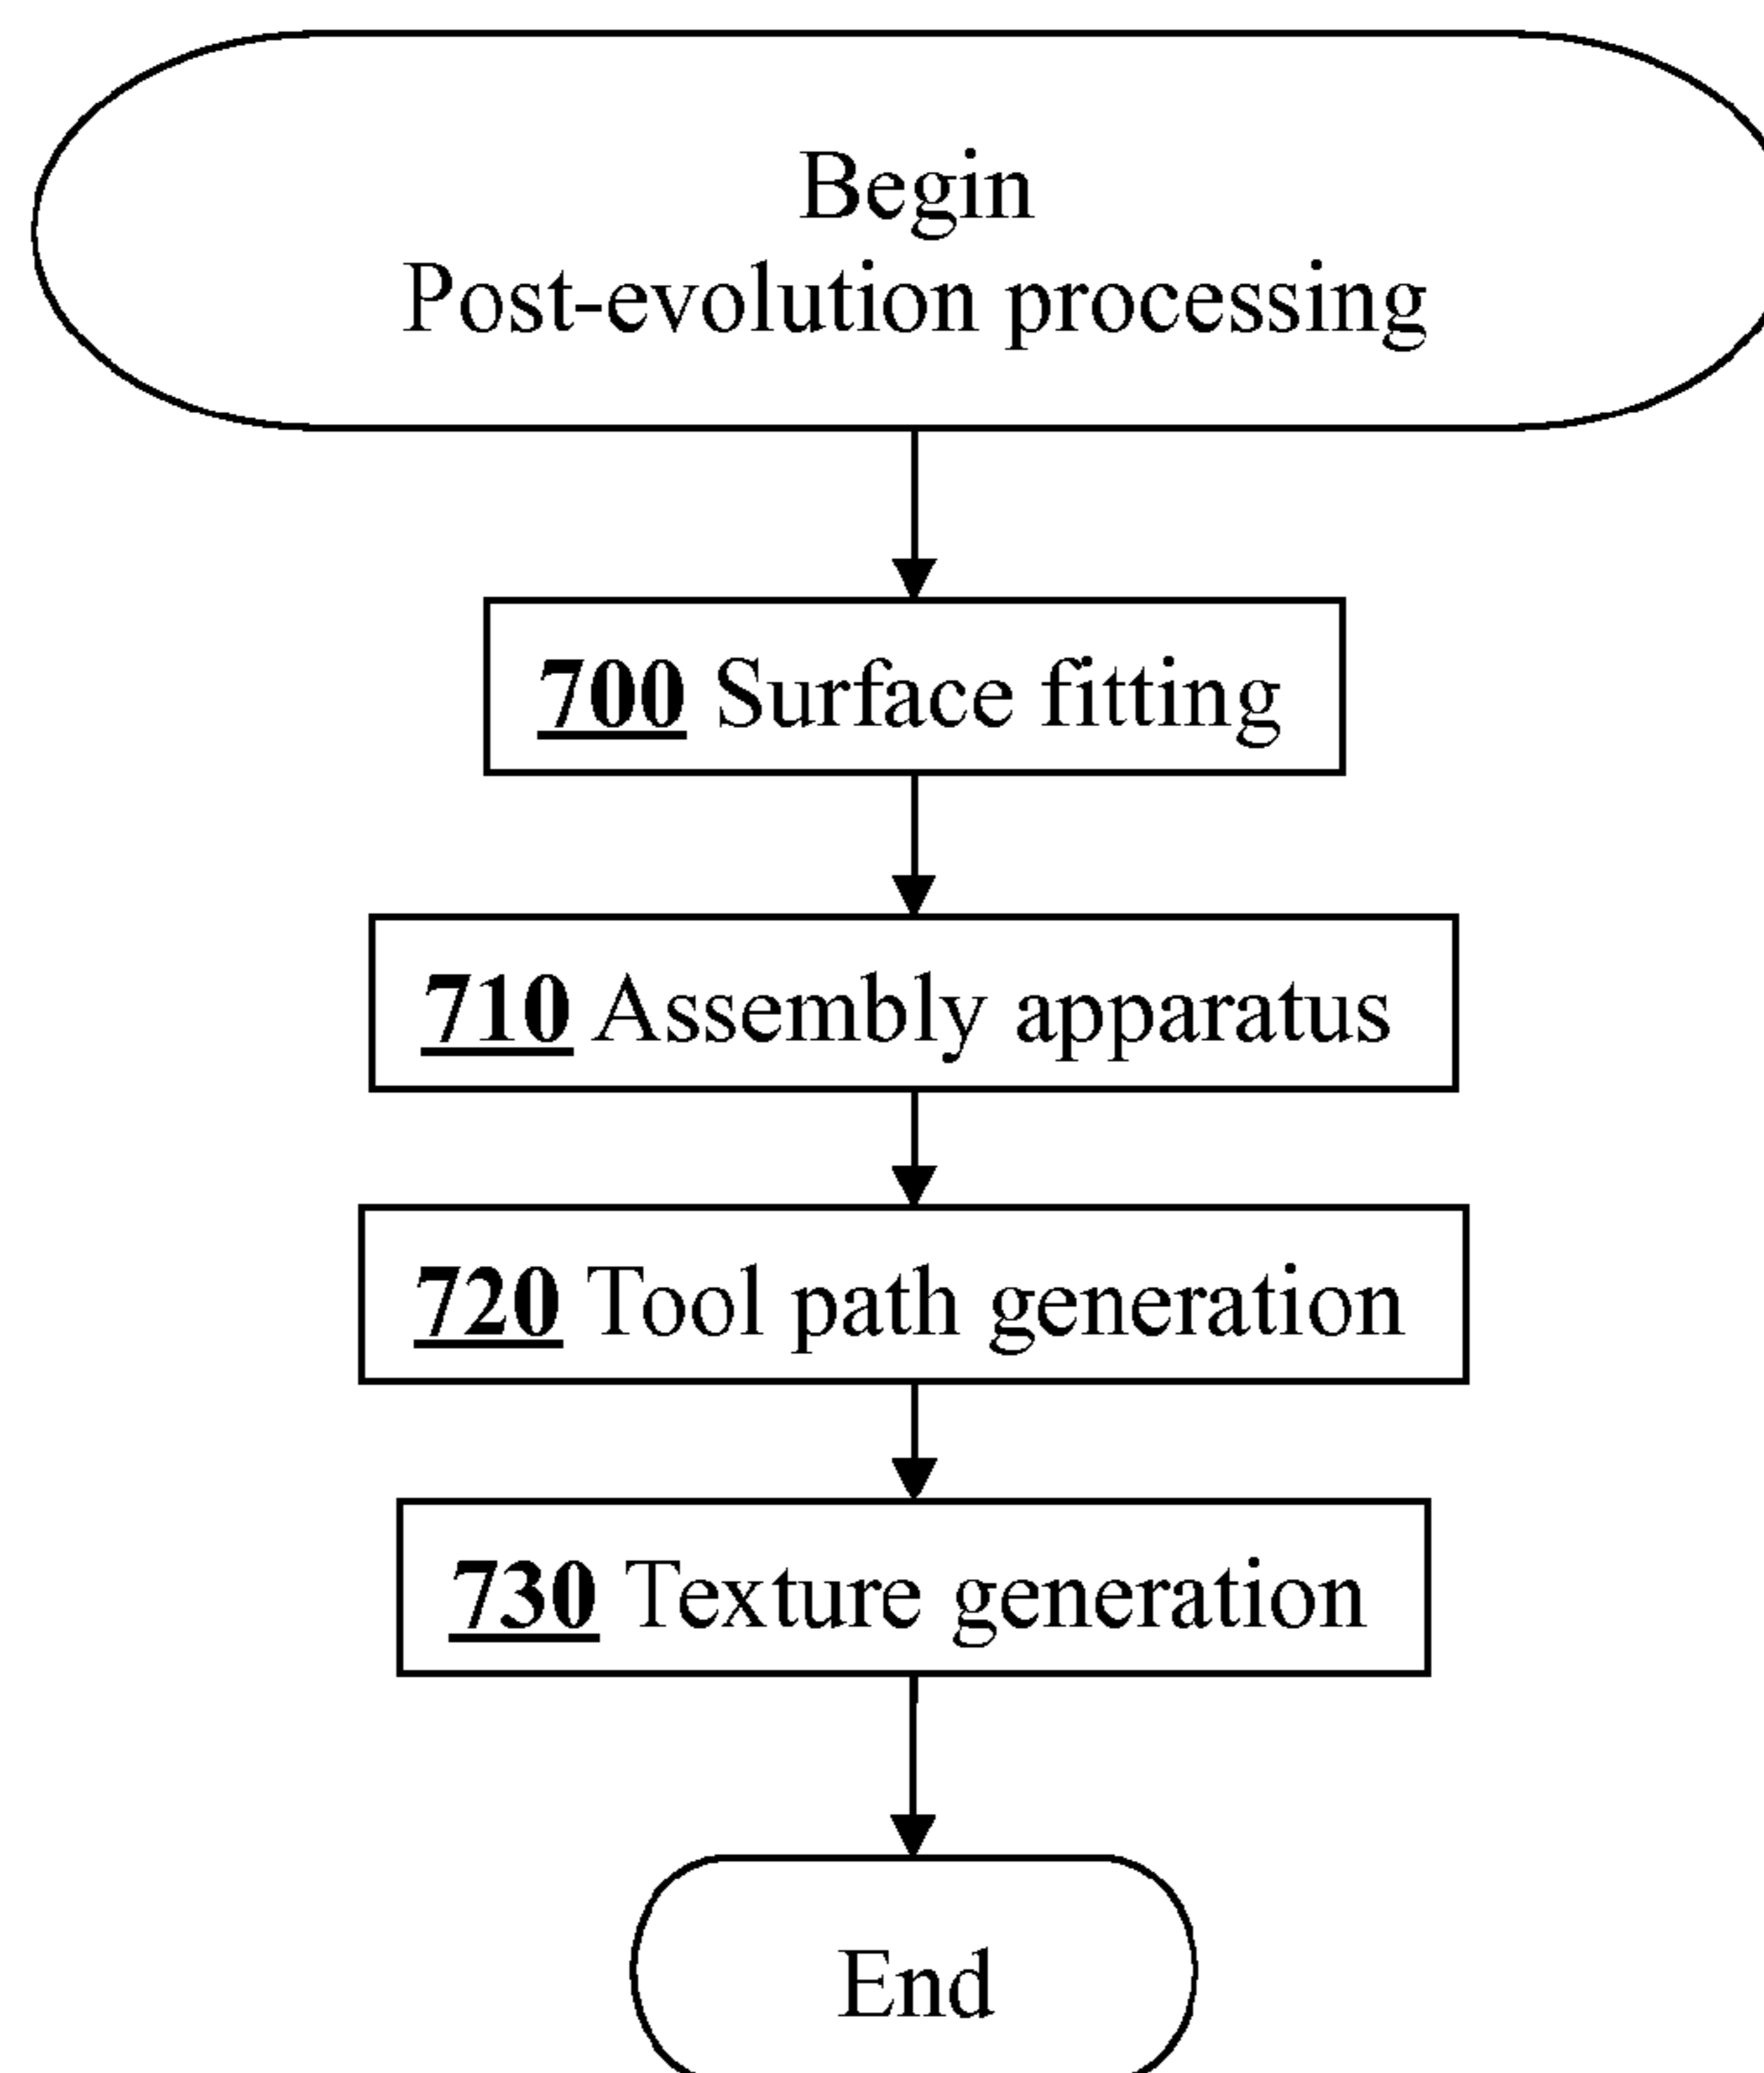 Begin
Post-evolution processing
700 Surface fitting
710 Assembly apparatus
720 Tool path generation
730 Texture generation
End